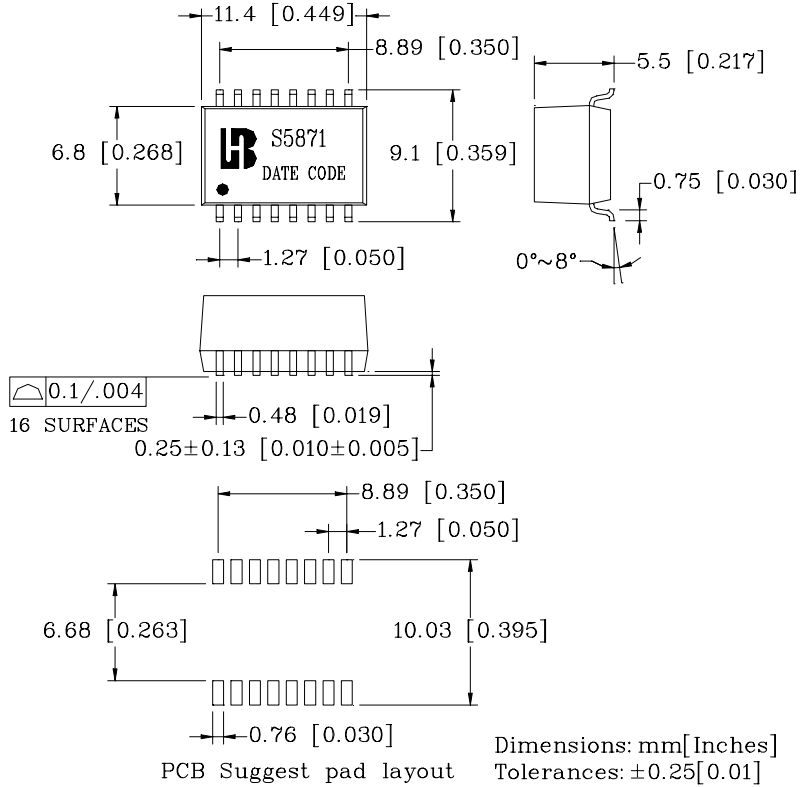 11.4 [0.449]
8.89 [0.350]
5.5 [0.217]
6.8 [0.268]
S5871
DATE CODE
9.1 [0.359]
0.75 [0.030]
1.27 [0.050]
0°~8°
0.1/.004
16 SURFACES
0.48 [0.019]
0.25±0.13 [0.010±0.005]
8.89 [0.350]
1.27 [0.050]
6.68 [0.263]
10.03 [0.395]
0.76 [0.030]
PCB Suggest pad layout
Dimensions: mm[Inches]
Tolerances: ±0.25[0.01]